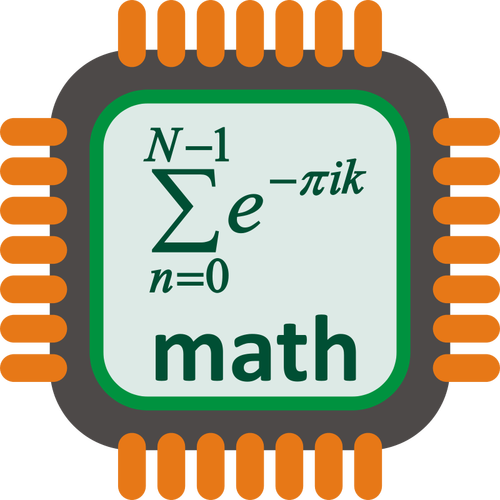 N−1
∑ e^{−πik}
n=0
math